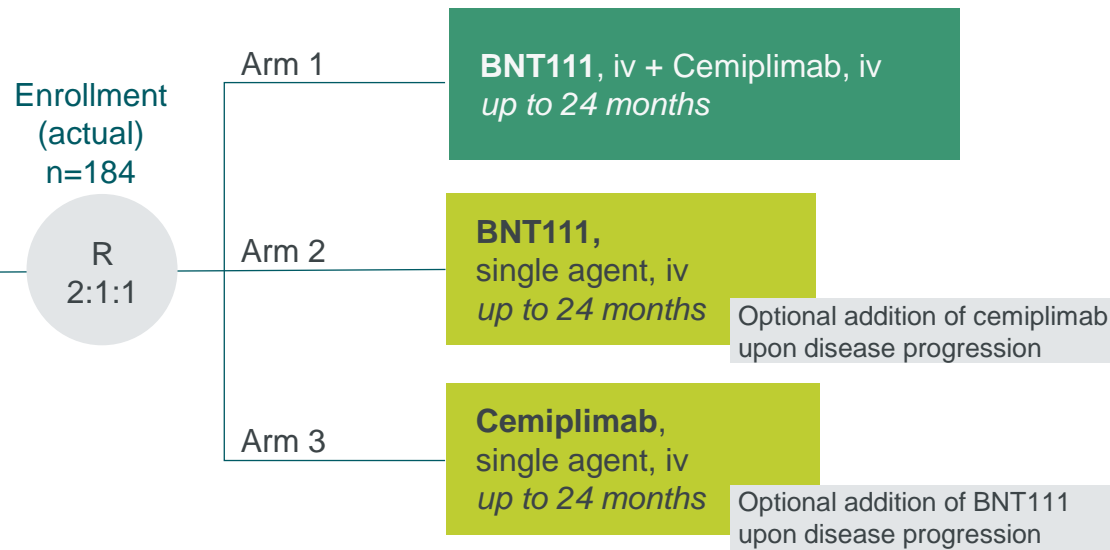 Enrollment
(actual)
n=184
R
2:1:1
Arm 1
BNT111, iv + Cemiplimab, iv
up to 24 months
Arm 2
BNT111,
single agent, iv
up to 24 months
Optional addition of cemiplimab
upon disease progression
Arm 3
Cemiplimab,
single agent, iv
up to 24 months
Optional addition of BNT111
upon disease progression